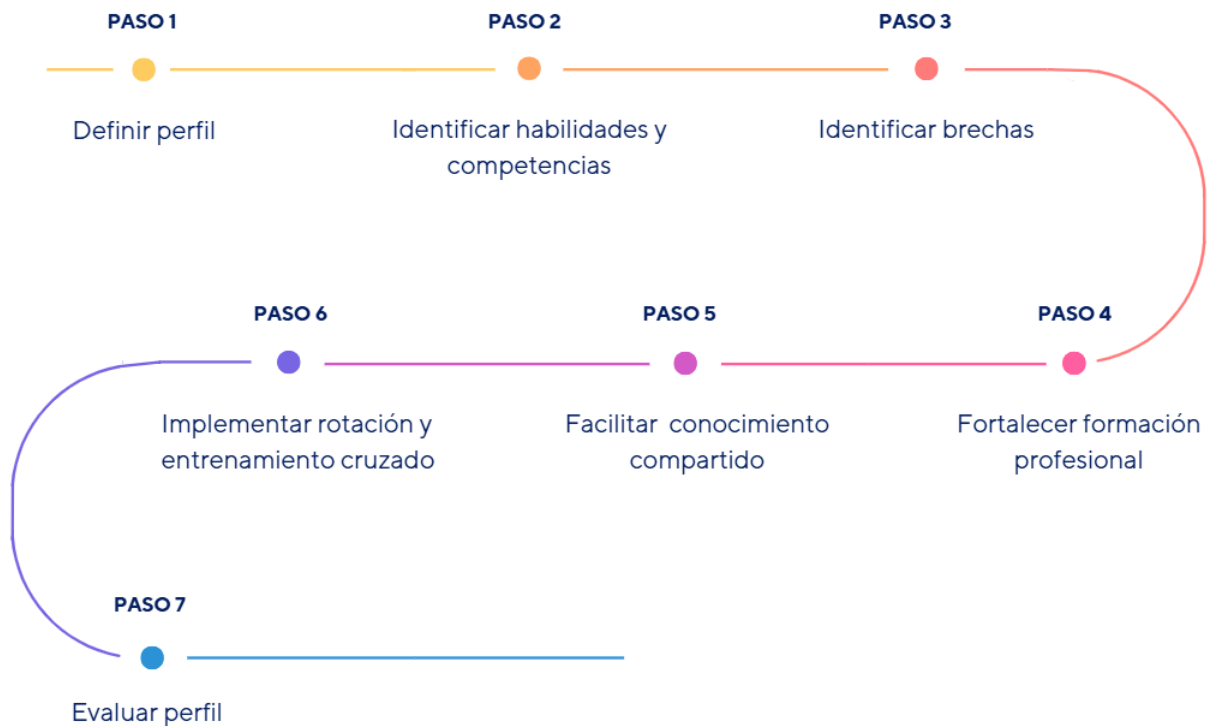 PASO 1
Definir perfil
PASO 2
Identificar habilidades y
competencias
PASO 3
Identificar brechas
PASO 4
Fortalecer formación
profesional
PASO 5
Facilitar conocimiento
compartido
PASO 6
Implementar rotación y
entrenamiento cruzado
PASO 7
Evaluar perfil